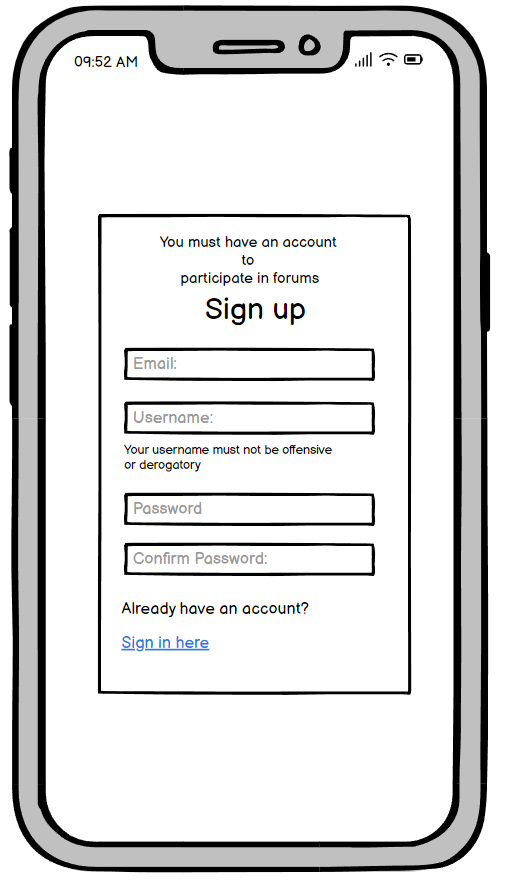 09:52 AM
You must have an account
to
participate in forums
Sign up
Email:
Username:
Your username must not be offensive
or derogatory
Password
Confirm Password:
Already have an account?
Sign in here